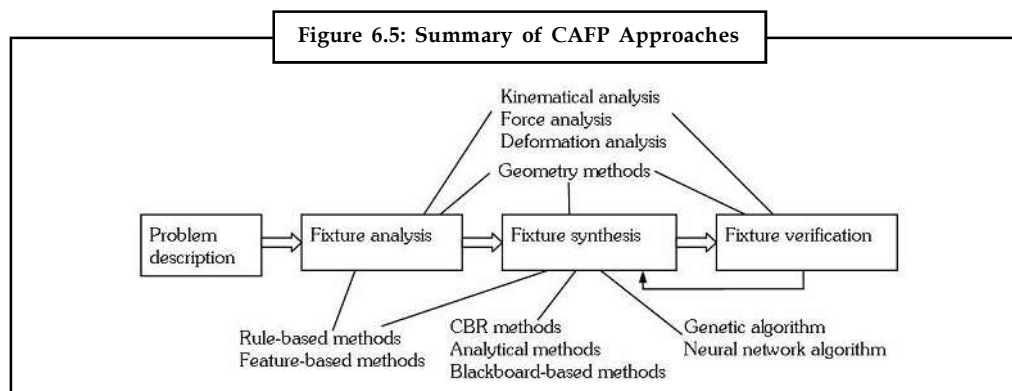 Figure 6.5: Summary of CAFP Approaches
Kinematical analysis
Force analysis
Deformation analysis
Geometry methods
Problem
description
Fixture analysis
Fixture synthesis
Fixture verification
Rule-based methods
Feature-based methods
CBR methods
Analytical methods
Blackboard-based methods
Genetic algorithm
Neural network algorithm